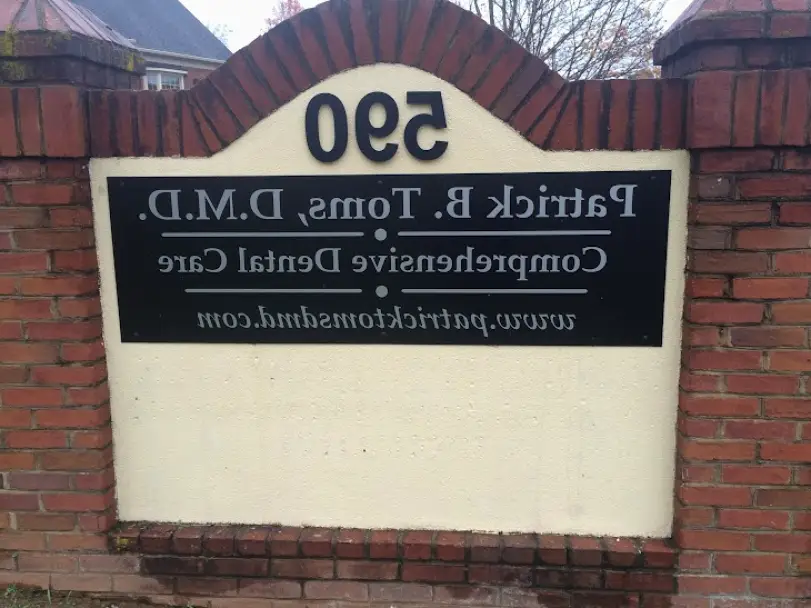 590
Patrick B. Toms, D.M.D.
Comprehensive Dental Care
www.patricktomsdmd.com